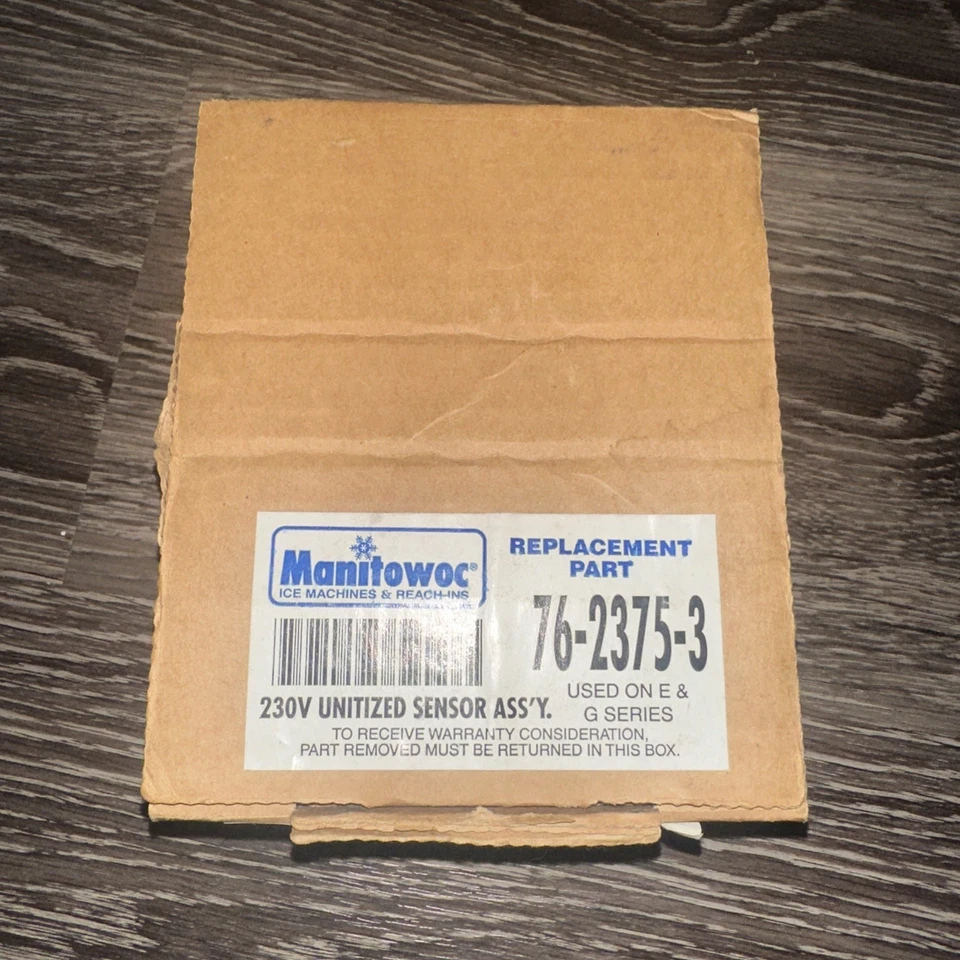 Manitowoc®
ICE MACHINES & REACH-INS
REPLACEMENT
PART
76-2375-3
230V UNITIZED SENSOR ASS'Y.
USED ON E &
G SERIES
TO RECEIVE WARRANTY CONSIDERATION,
PART REMOVED MUST BE RETURNED IN THIS BOX.